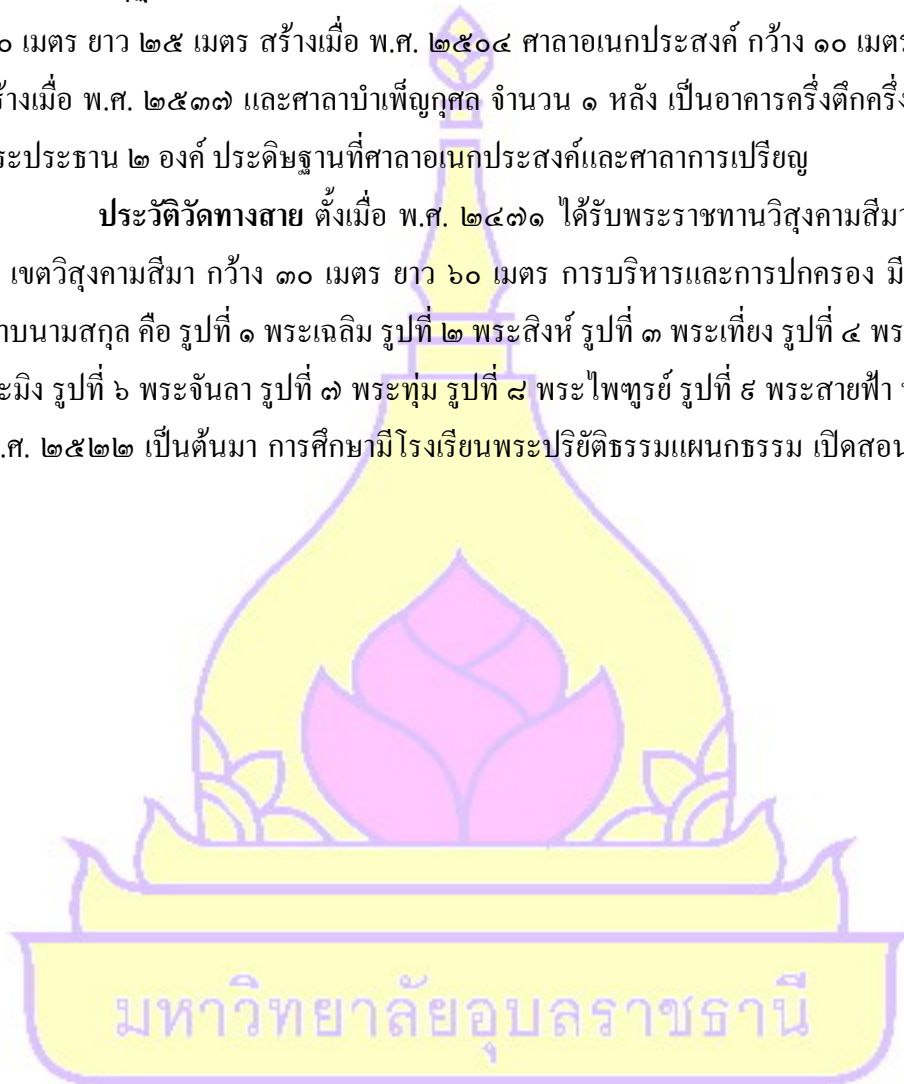 เมตร ยาว ๒๕ เมตร สร้างเมื่อ พ.ศ. ๒๕๐๔ ศาลาอเนกประสงค์ กว้าง ๑๐ เมตร
ร้างเมื่อ พ.ศ. ๒๕๓๗ และศาลาบำเพ็ญกุศล จำนวน ๑ หลัง เป็นอาคารครึ่งตึกครึ่ง
ระประธาน ๒ องค์ ประดิษฐานที่ศาลาอเนกประสงค์และศาลาการเปรียญ
ประวัติวัดทางสาย ตั้งเมื่อ พ.ศ. ๒๔๗๑ ได้รับพระราชทานวิสุงคามสีมา
เขตวิสุงคามสีมา กว้าง ๓๐ เมตร ยาว ๖๐ เมตร การบริหารและการปกครอง มี
าบนามสกุล คือ รูปที่ ๑ พระเฉลิม รูปที่ ๒ พระสิงห์ รูปที่ ๓ พระเที่ยง รูปที่ ๔ พร
ะมิง รูปที่ ๖ พระจันลา รูปที่ ๗ พระทุ่ม รูปที่ ๘ พระไพฑูรย์ รูปที่ ๙ พระสายฟ้า
.ศ. ๒๕๒๒ เป็นต้นมา การศึกษามีโรงเรียนพระปริยัติธรรมแผนกธรรม เปิดสอน
มหาวิทยาลัยอุบลราชธานี